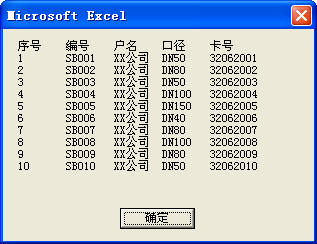 Microsoft Excel
序号 编号 户名 口径 卡号
1 SB001 XX公司 DN50 32062001
2 SB002 XX公司 DN80 32062002
3 SB003 XX公司 DN50 32062003
4 SB004 XX公司 DN100 32062004
5 SB005 XX公司 DN150 32062005
6 SB006 XX公司 DN40 32062006
7 SB007 XX公司 DN80 32062007
8 SB008 XX公司 DN100 32062008
9 SB009 XX公司 DN80 32062009
10 SB010 XX公司 DN50 32062010
确定